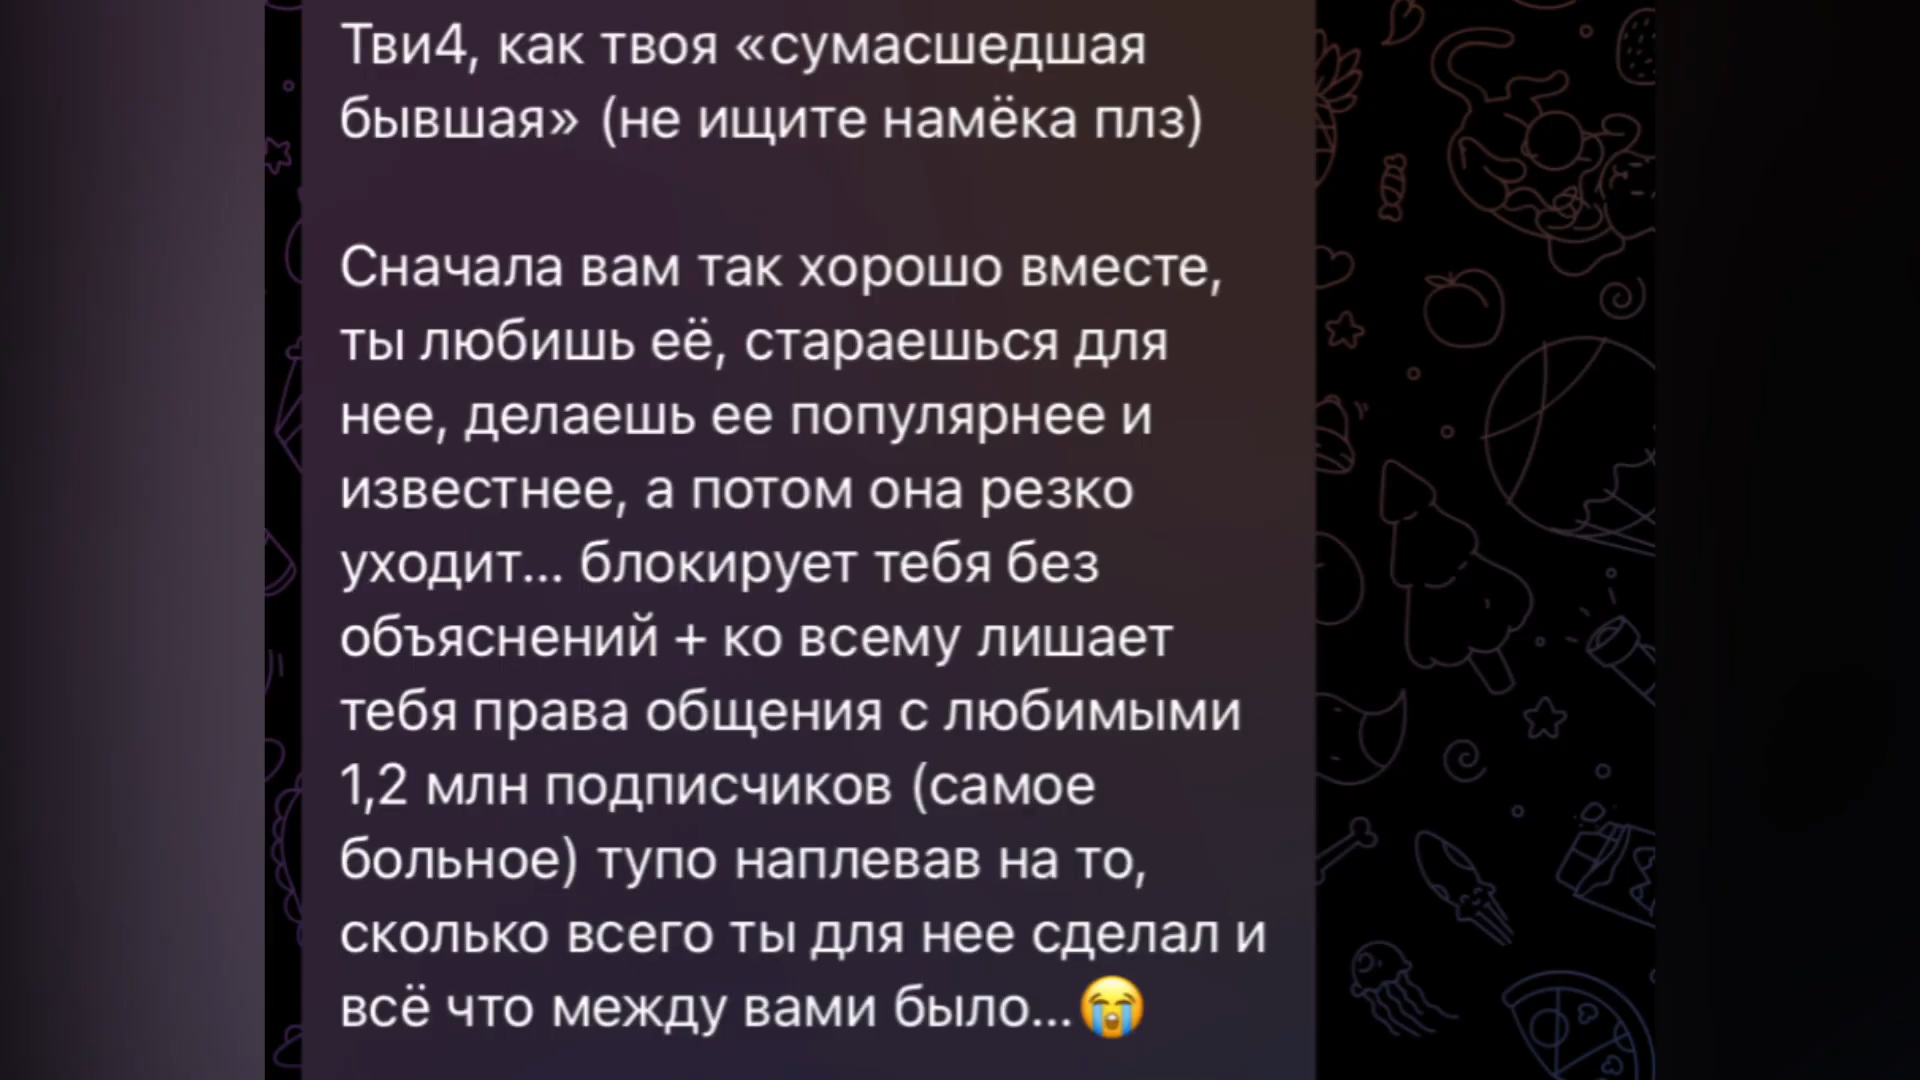 Тви4, как твоя «сумасшедшая
бывшая» (не ищите намёка плз)
Сначала вам так хорошо вместе,
ты любишь её, стараешься для
нее, делаешь ее популярнее и
известнее, а потом она резко
уходит... блокирует тебя без
объяснений + ко всему лишает
тебя права общения с любимыми
1,2 млн подписчиков (самое
больное) тупо наплевав на то,
сколько всего ты для нее сделал и
всё что между вами было...😭